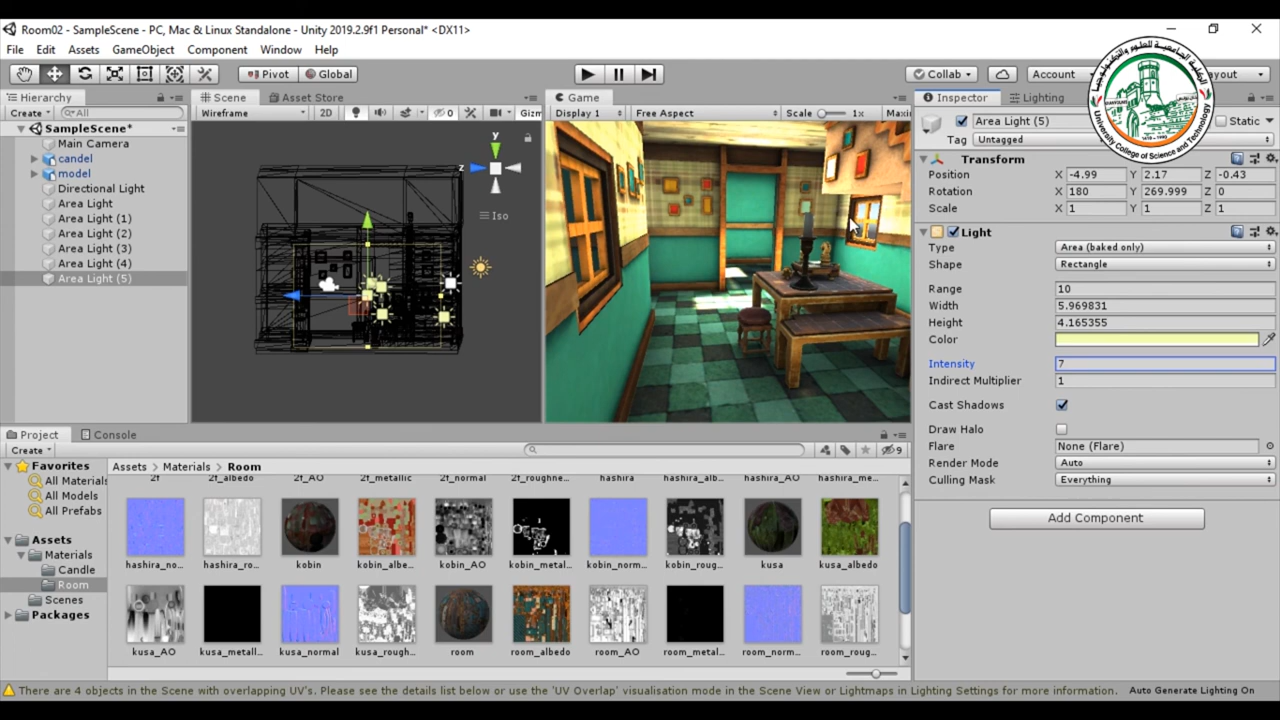 Room02 - SampleScene - PC, Mac & Linux Standalone - Unity 2019.2.9f1 Personal* <DX11>
File Edit Assets GameObject Component Window Help
Pivot Global Collab Account
Hierarchy Scene Asset Store Game Inspector Lighting
Create All Wireframe 2D 0 Display 1 Free Aspect Scale 1x
SampleScene*
Main Camera
candel
model
Directional Light
Area Light
Area Light (1)
Area Light (2)
Area Light (3)
Area Light (4)
Area Light (5)
y
z
Iso
Area Light (5) Static
Tag Untagged
Transform
Position X -4.99 Y 2.17 Z -0.43
Rotation X 180 Y 269.999 Z 0
Scale X 1 Y 1 Z 1
Light
Type Area (baked only)
Shape Rectangle
Range 10
Width 5.969831
Height 4.165355
Color
Intensity 7
Indirect Multiplier 1
Cast Shadows
Draw Halo
Flare None (Flare)
Render Mode Auto
Culling Mask Everything
Add Component
University College of Science and Technology
Project Console
Create 9
Favorites
All Materials
All Models
All Prefabs
Assets
Materials
Candle
Room
Scenes
Packages
Assets > Materials > Room
2f 2f_albedo 2f_AO 2f_metallic 2f_normal 2f_roughne... hashira hashira_alb... hashira_AO hashira_me...
hashira_no... hashira_ro... kobin kobin_albe... kobin_AO kobin_metal... kobin_norm... kobin_roug... kusa kusa_albedo
kusa_AO kusa_metall... kusa_normal kusa_rough... room room_albedo room_AO room_metal... room_norm... room_roug...
There are 4 objects in the Scene with overlapping UV's. Please see the details list below or use the 'UV Overlap' visualisation mode in the Scene View or Lightmaps in Lighting Settings for more information. Auto Generate Lighting On